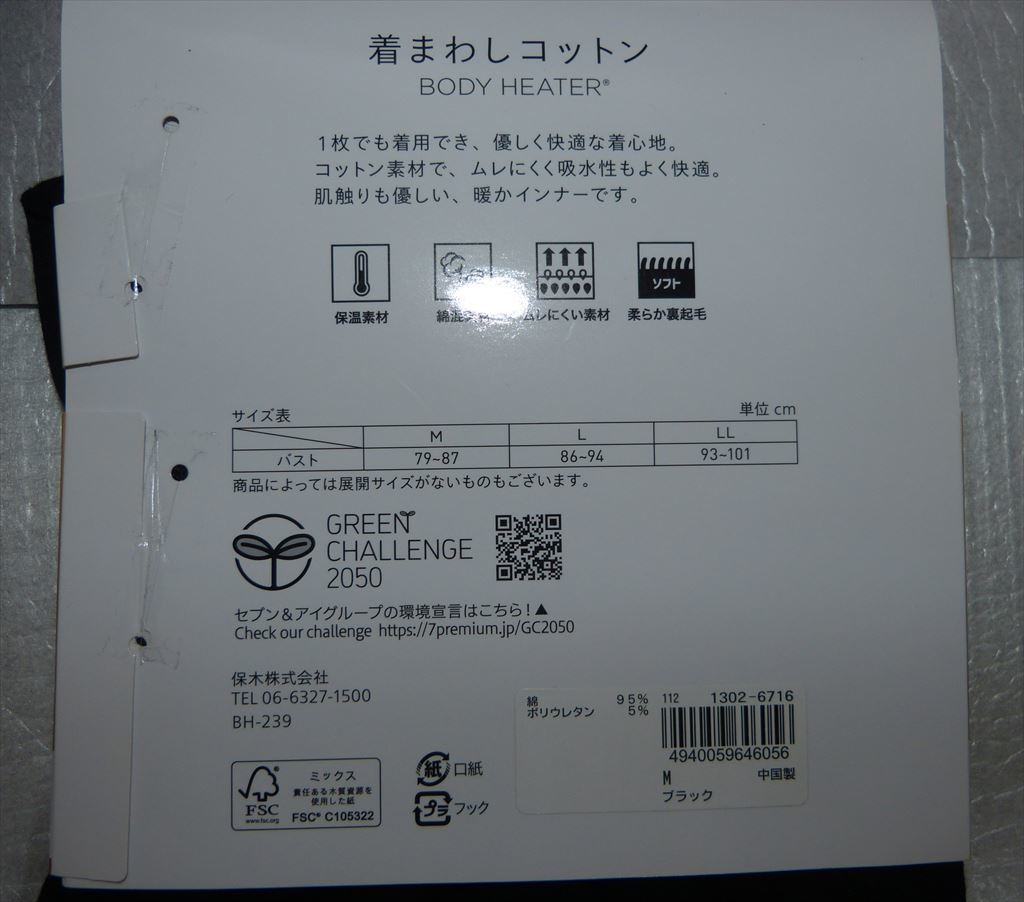 着まわしコットン
BODY HEATER®
1枚でも着用でき、優しく快適な着心地。
コットン素材で、ムレにくく吸水性もよく快適。
肌触りも優しい、暖かインナーです。
ソフト
保温素材
綿混
ムレにくい素材
柔らか裏起毛
サイズ表
単位 cm
M L LL
バスト 79~87 86~94 93~101
商品によっては展開サイズがないものもございます。
GREEN
CHALLENGE
2050
セブン&アイグループの環境宣言はこちら!▲
Check our challenge https://7premium.jp/GC2050
保木株式会社
TEL 06-6327-1500
BH-239
FSC®
www.fsc.org
ミックス
責任ある木質資源を
使用した紙
FSC® C105322
紙 口紙
プラ フック
綿 95%
ポリウレタン 5%
112 1302-6716
4940059646056
M 中国製
ブラック